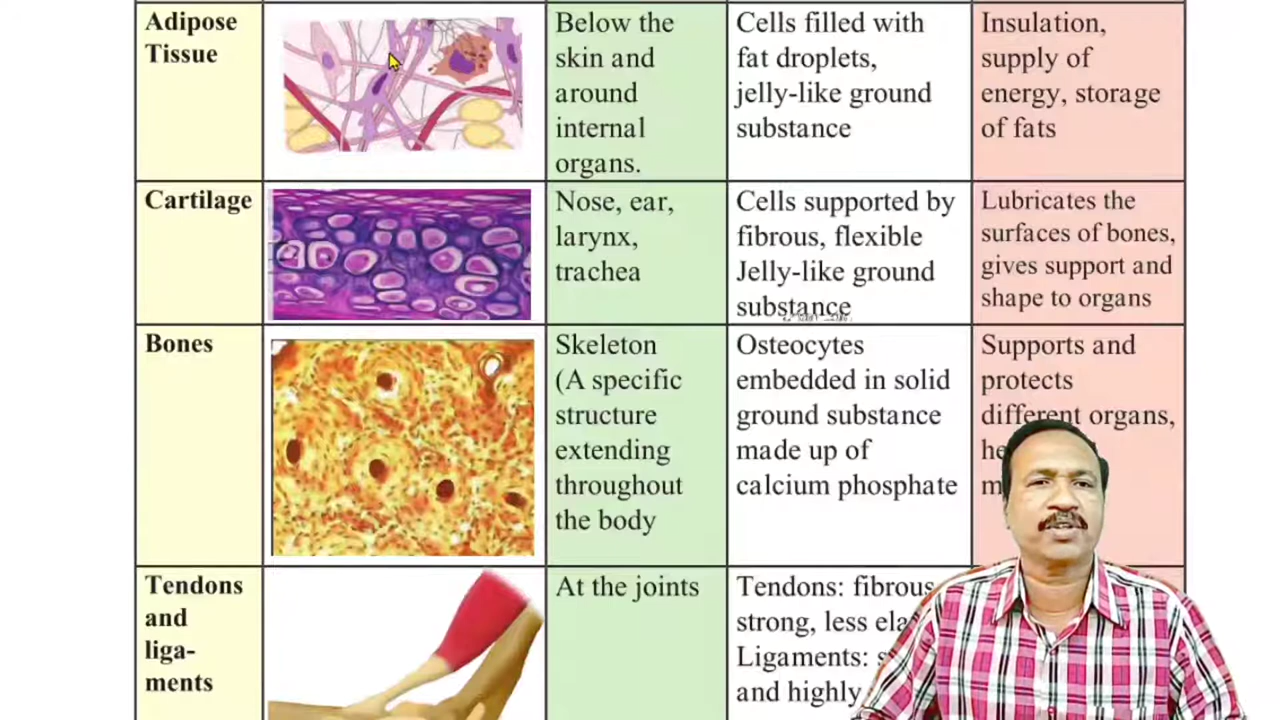 Adipose
Tissue
Below the
skin and
around
internal
organs.
Cells filled with
fat droplets,
jelly-like ground
substance
Insulation,
supply of
energy, storage
of fats
Cartilage
Nose, ear,
larynx,
trachea
Cells supported by
fibrous, flexible
Jelly-like ground
substance
Lubricates the
surfaces of bones,
gives support and
shape to organs
Bones
Skeleton
(A specific
structure
extending
throughout
the body
Osteocytes
embedded in solid
ground substance
made up of
calcium phosphate
Supports and
protects
different organs,
Tendons
and
liga-
ments
At the joints
Tendons: fibrous
strong, less
Ligaments:
and highly